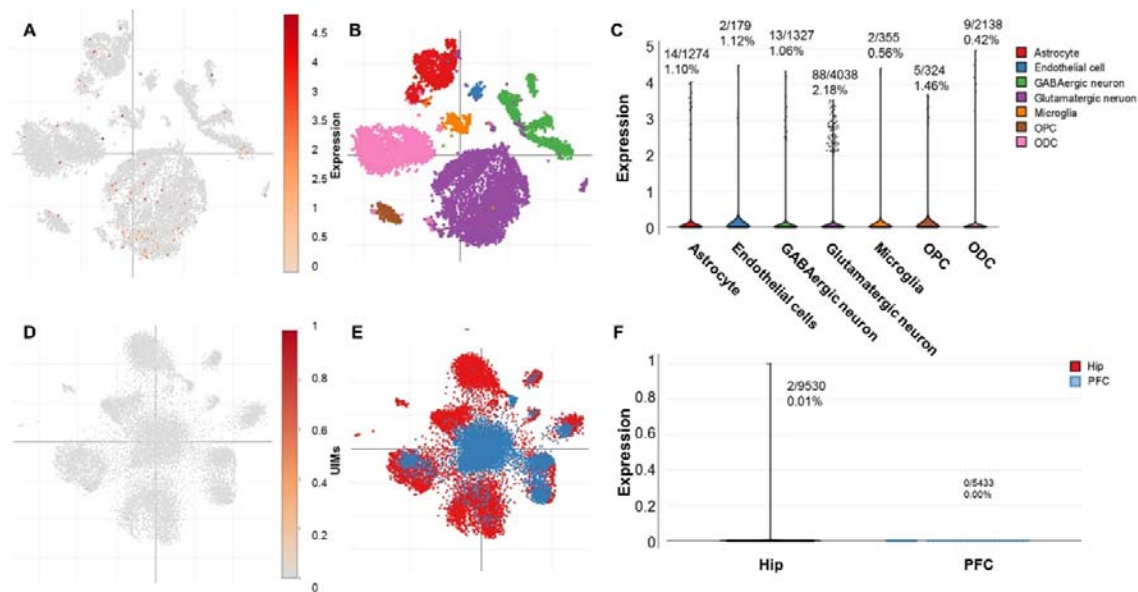 A
4.5
4
3.5
3
2.5
2
1.5
1
0.5
0
Expression
B
C
14/1274
1.10%
2/179
1.12%
13/1327
1.06%
88/4038
2.18%
2/355
0.56%
5/324
1.46%
9/2138
0.42%
Expression
5
4
3
2
1
0
Astrocyte
Endothelial cells
GABAergic neuron
Glutamatergic neuron
Microglia
OPC
ODC
Astrocyte
Endothelial cell
GABAergic neuron
Glutamatergic neruon
Microglia
OPC
ODC
D
1
0.8
0.6
0.4
0.2
0
UIMs
E
F
Expression
1
0.8
0.6
0.4
0.2
0
2/9530
0.01%
0/5433
0.00%
Hip
PFC
Hip
PFC